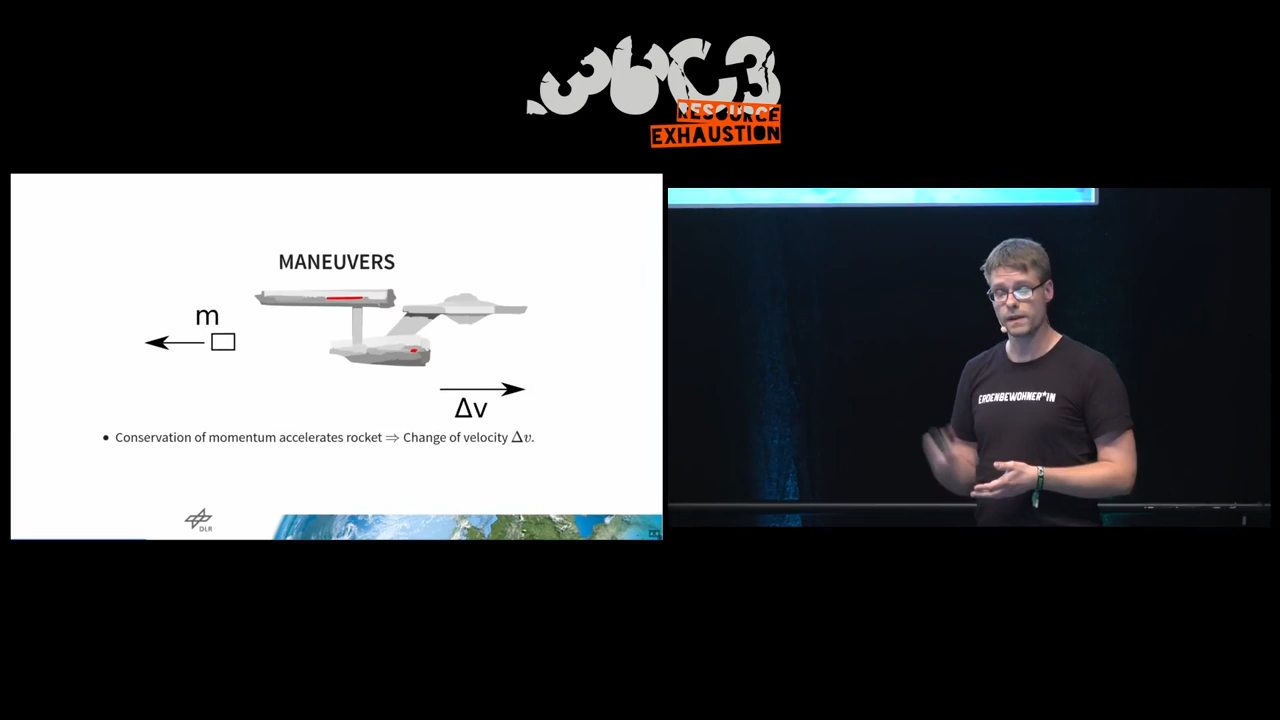 36C3
RESOURCE
EXHAUSTION
MANEUVERS
m
Δv
• Conservation of momentum accelerates rocket ⇒ Change of velocity Δv.
DLR
ERDENBEWOHNER*IN